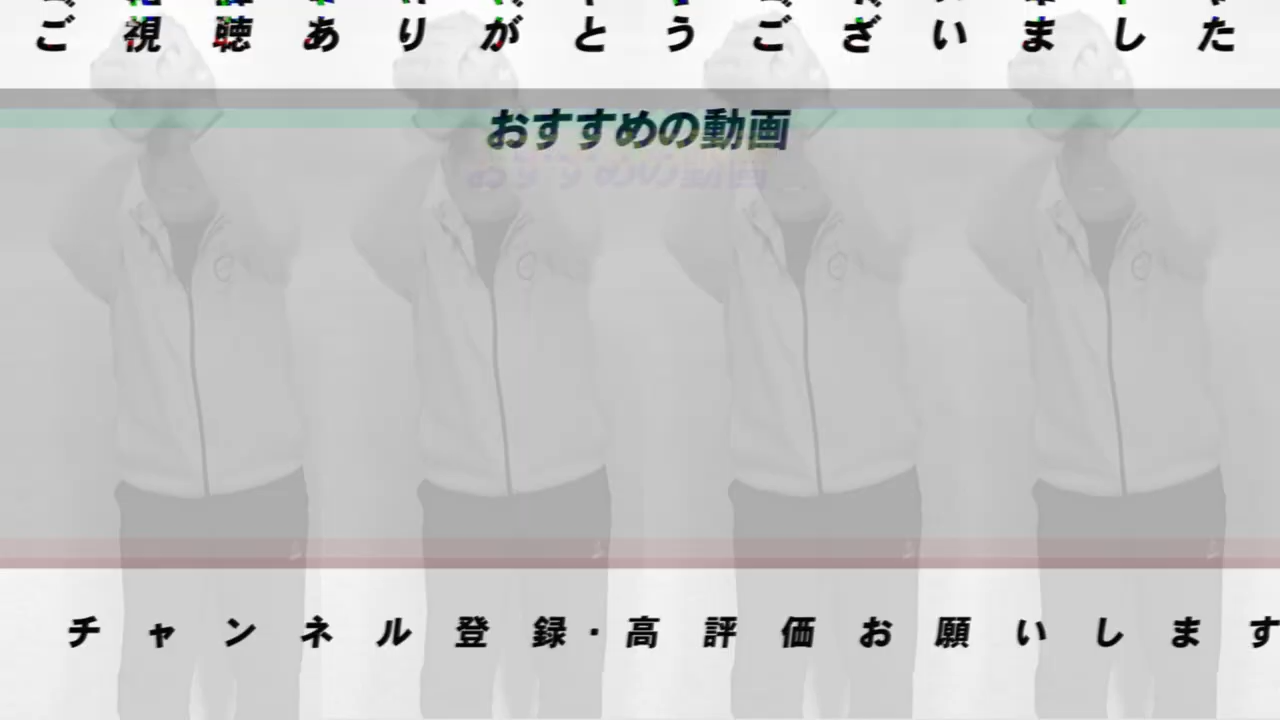 ご視聴ありがとうございました
おすすめの動画
チャンネル登録・高評価お願いします